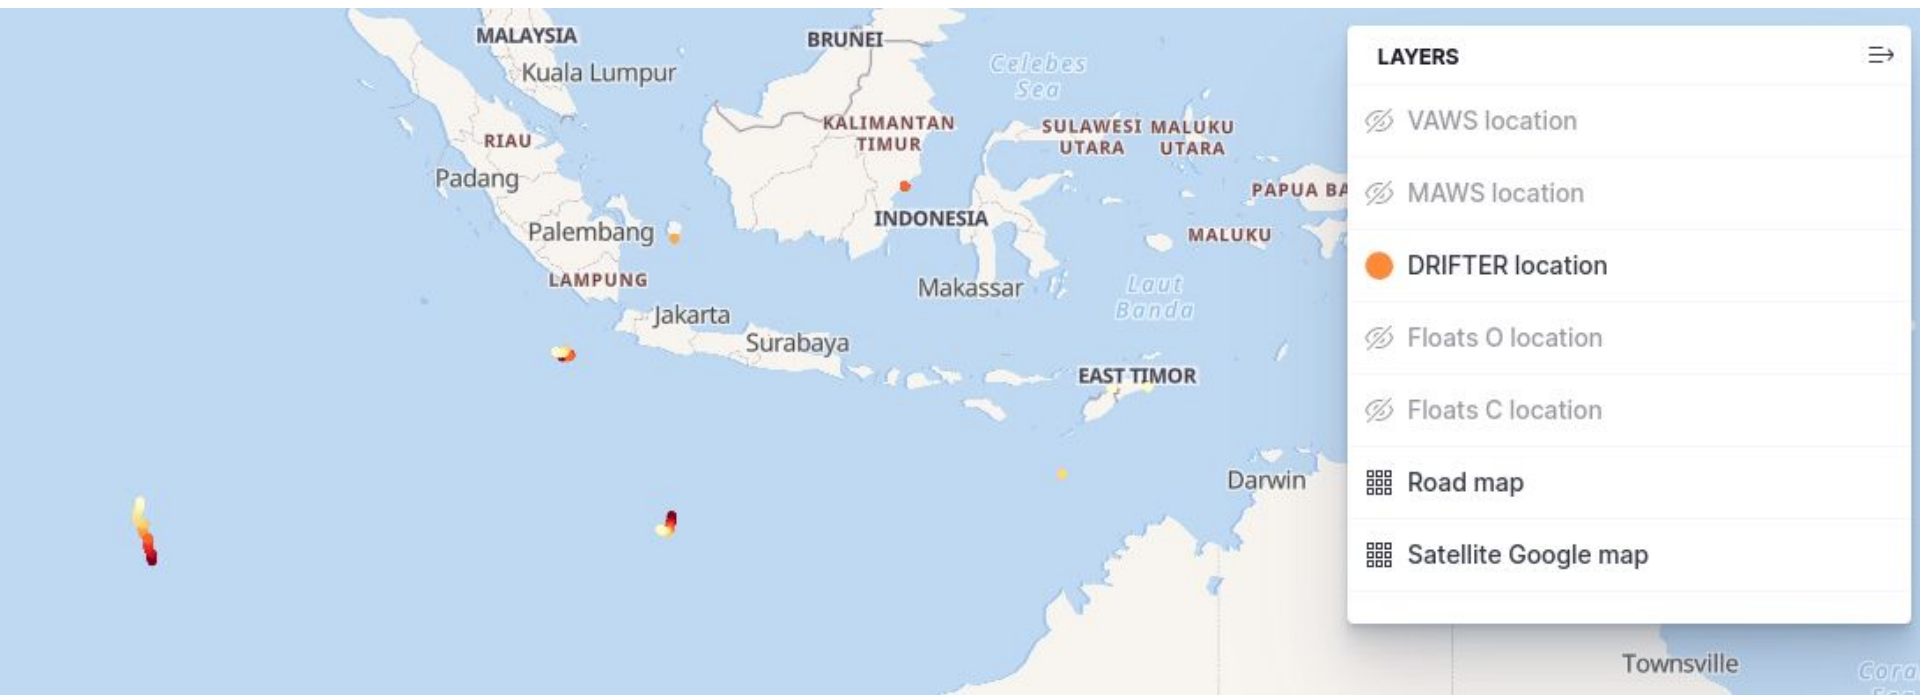 MALAYSIA
Kuala Lumpur
BRUNEI
Celebes
Sea
KALIMANTAN
TIMUR
SULAWESI
UTARA
MALUKU
UTARA
RIAU
Padang
PAPUA BA
INDONESIA
Palembang
MALUKU
LAMPUNG
Makassar
Laut
Banda
Jakarta
Surabaya
EAST TIMOR
Darwin
Townsville
Cora
LAYERS
VAWS location
MAWS location
DRIFTER location
Floats O location
Floats C location
Road map
Satellite Google map